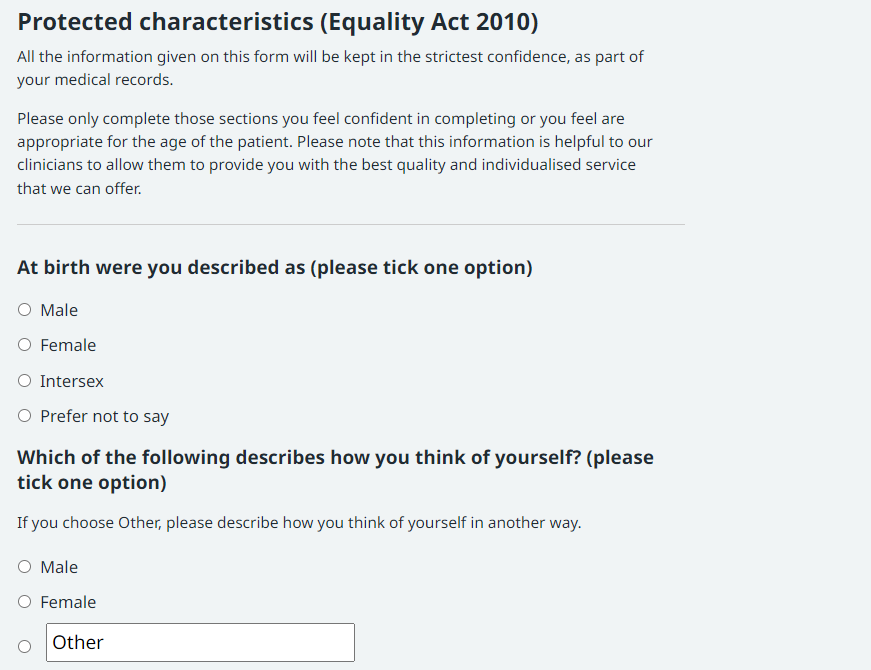 Protected characteristics (Equality Act 2010)
All the information given on this form will be kept in the strictest confidence, as part of
your medical records.
Please only complete those sections you feel confident in completing or you feel are
appropriate for the age of the patient. Please note that this information is helpful to our
clinicians to allow them to provide you with the best quality and individualised service
that we can offer.
At birth were you described as (please tick one option)
Male
Female
Intersex
Prefer not to say
Which of the following describes how you think of yourself? (please
tick one option)
If you choose Other, please describe how you think of yourself in another way.
Male
Female
Other